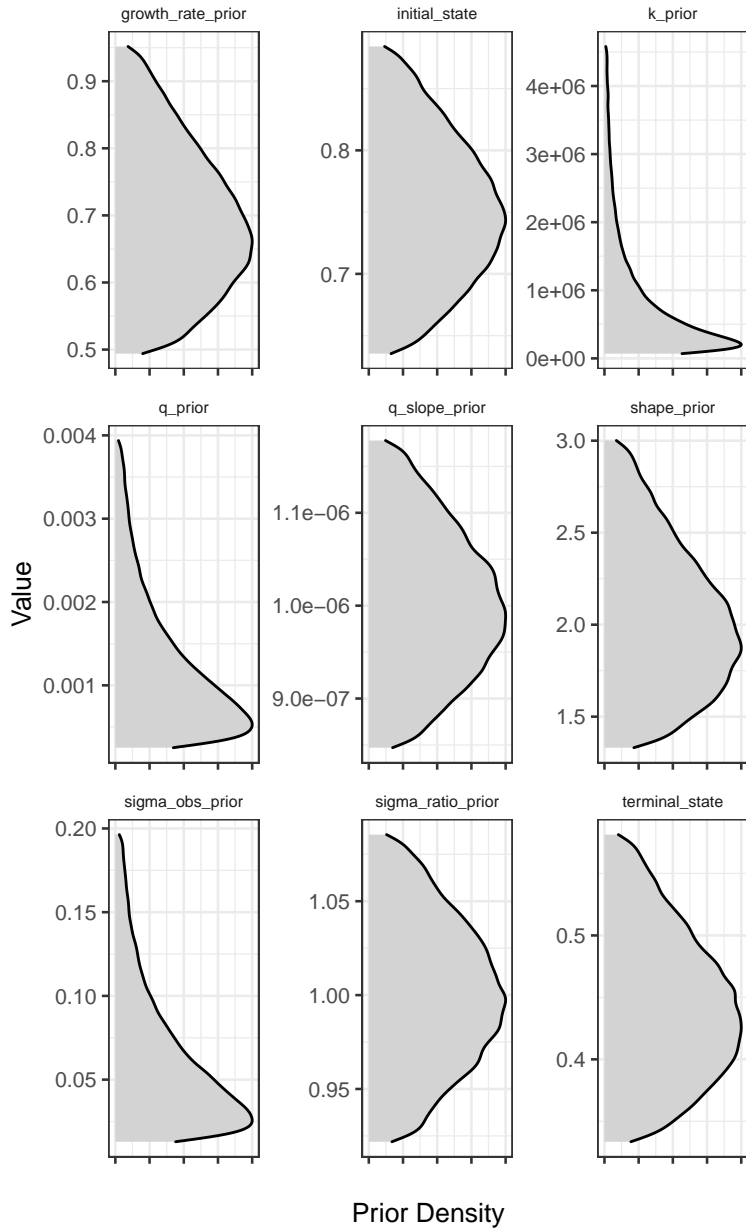 growth_rate_prior initial_state k_prior
0.9
0.8
0.7
0.6
0.5
0.8
0.7
4e+06
3e+06
2e+06
1e+06
0e+00
q_prior q_slope_prior shape_prior
0.004
0.003
0.002
0.001
1.1e−06
1.0e−06
9.0e−07
3.0
2.5
2.0
1.5
sigma_obs_prior sigma_ratio_prior terminal_state
0.20
0.15
0.10
0.05
1.05
1.00
0.95
0.5
0.4
Value
Prior Density